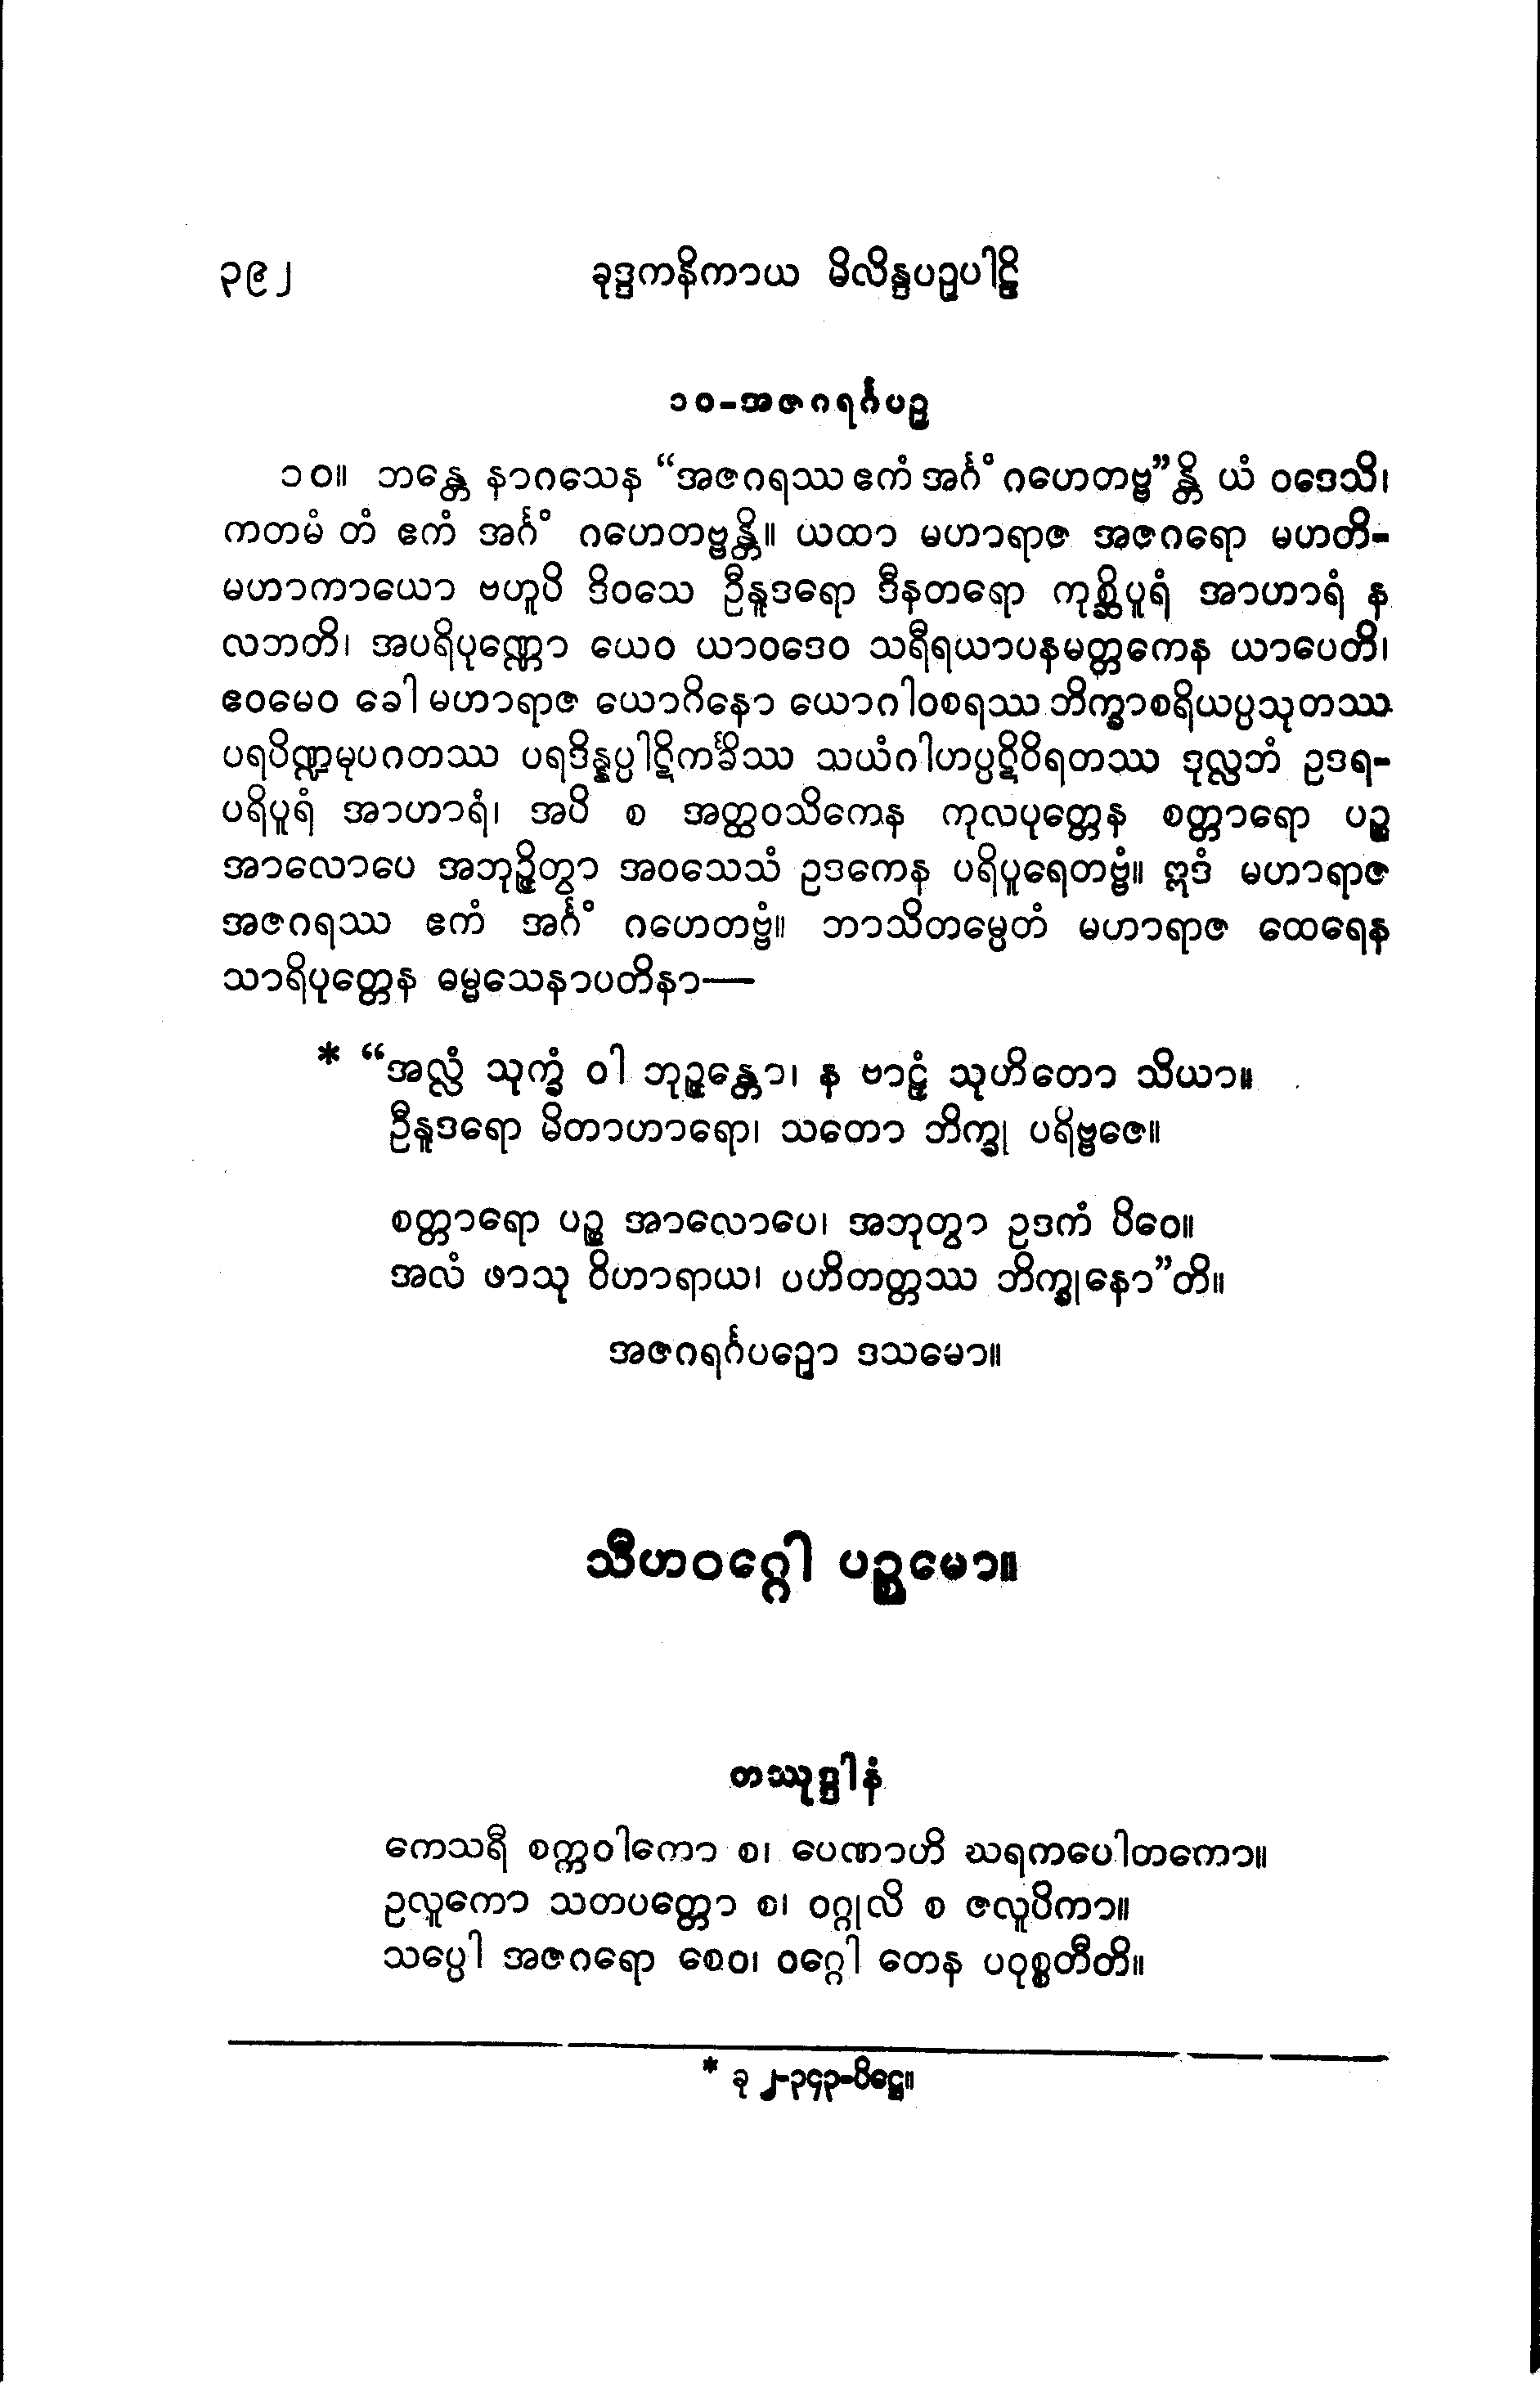 ၃၉၂ ခုဒ္ဒကနိကာယ မိလိန္ဒပဉှပါဠိ
၁၀-အဇဂရင်္ဂပဉှ
၁၀။ ဘန္တေ နာဂသေန “အဇဂရဿ ဧကံ အင်္ဂံ ဂဟေတဗ္ဗ”န္တိ ယံ ဝဒေသိ၊
ကတမံ တံ ဧကံ အင်္ဂံ ဂဟေတဗ္ဗန္တိ။ ယထာ မဟာရာဇ အဇဂရော မဟတိ-
မဟာကာယော ဗဟူပိ ဒိဝသေ ဦနူဒရော ဒီနတရော ကုစ္ဆိပူရံ အာဟာရံ န
လဘတိ၊ အပရိပုဏ္ဏော ယေဝ ယာဝဒေဝ သရီရယာပနမတ္တကေန ယာပေတိ၊
ဧဝမေဝ ခေါ မဟာရာဇ ယောဂိနော ယောဂါဝစရဿ ဘိက္ခာစရိယပ္ပသုတဿ
ပရပိဏ္ဍမုပဂတဿ ပရဒိန္နပ္ပါဋိကင်္ခိဿ သယံဂါဟပ္ပဋိဝိရတဿ ဒုလ္လဘံ ဥဒရ-
ပရိပူရံ အာဟာရံ၊ အပိ စ အတ္ထဝသိကေန ကုလပုတ္တေန စတ္တာရော ပဉ္စ
အာလောပေ အဘုဉ္ဇိတွာ အဝသေသံ ဥဒကေန ပရိပူရေတဗ္ဗံ။ ဣဒံ မဟာရာဇ
အဇဂရဿ ဧကံ အင်္ဂံ ဂဟေတဗ္ဗံ။ ဘာသိတမ္ပေတံ မဟာရာဇ ထေရေန
သာရိပုတ္တေန ဓမ္မသေနာပတိနာ—
* “အလ္လံ သုက္ခံ ဝါ ဘုဉ္ဇန္တော၊ န ဗာဠှံ သုဟိတော သိယာ။
ဦနူဒရော မိတာဟာရော၊ သတော ဘိက္ခု ပရိဗ္ဗဇေ။
စတ္တာရော ပဉ္စ အာလောပေ၊ အဘုတွာ ဥဒကံ ပိဝေ။
အလံ ဖာသု ဝိဟာရာယ၊ ပဟိတတ္တဿ ဘိက္ခုနော”တိ။
အဇဂရင်္ဂပဉှော ဒသမော။
သီဟဝဂ္ဂေါ ပဉ္စမော။
တဿုဒ္ဒါနံ
ကေသရီ စက္ကဝါကော စ၊ ပေဏာဟိ ဃရကပေါတကော။
ဥလူကော သတပတ္တော စ၊ ဝဂ္ဂုလိ စ ဇလူပိကာ။
သပ္ပေါ အဇဂရော စေဝ၊ ဝဂ္ဂေါ တေန ပဝုစ္စတီတိ။
* ခု ၂-၃၄၃-ပိဋ္ဌေ။